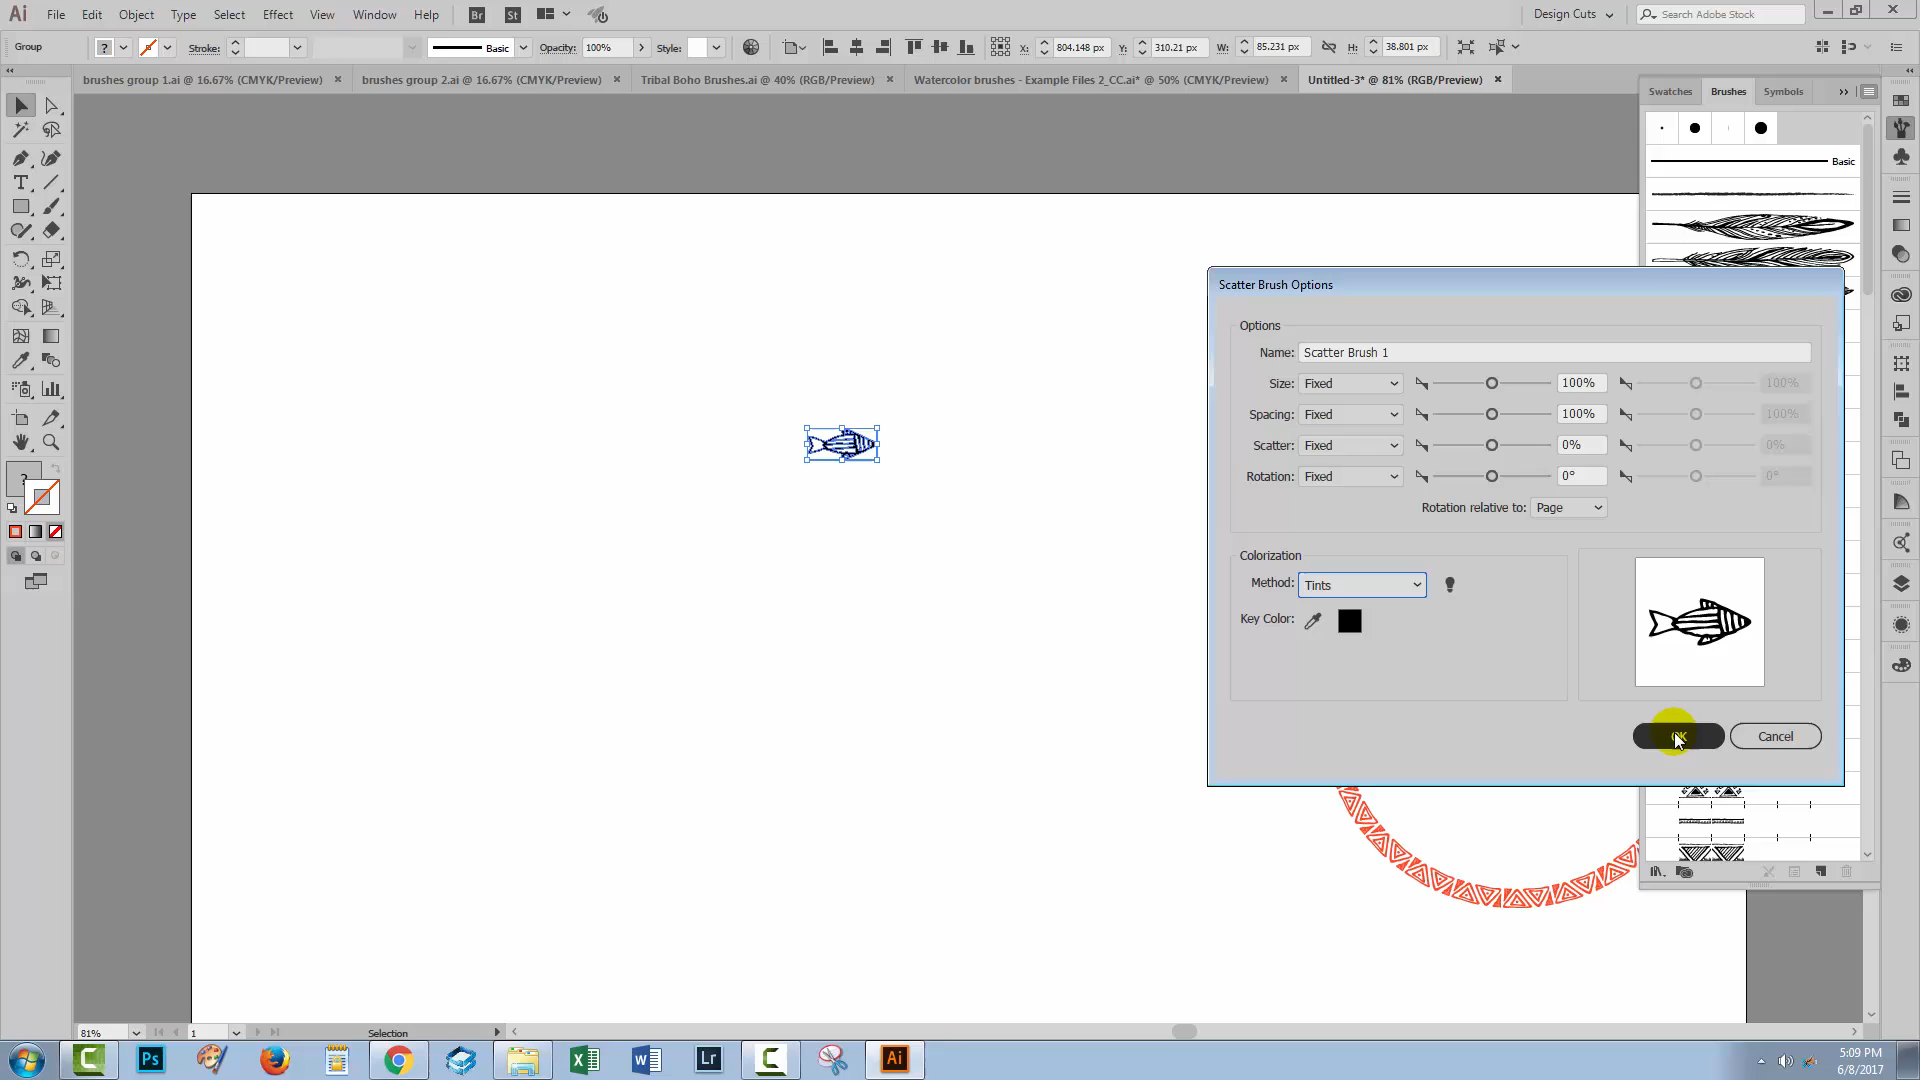 Ai File Edit Object Type Select Effect View Window Help Br St Design Cuts Search Adobe Stock
Group ? Stroke: Basic Opacity: 100% Style: X: 804.148 px Y: 310.21 px W: 85.231 px H: 38.801 px
brushes group 1.ai @ 16.67% (CMYK/Preview) × brushes group 2.ai @ 16.67% (CMYK/Preview) × Tribal Boho Brushes.ai @ 40% (RGB/Preview) × Watercolor brushes - Example Files 2_CC.ai* @ 50% (CMYK/Preview) × Untitled-3* @ 81% (RGB/Preview) ×
Swatches Brushes Symbols
Basic
Scatter Brush Options
Options
Name: Scatter Brush 1
Size: Fixed 100% 100%
Spacing: Fixed 100% 100%
Scatter: Fixed 0% 0%
Rotation: Fixed 0° 0°
Rotation relative to: Page
Colorization
Method: Tints
Key Color:
OK Cancel
?
81% 1 Selection
Ps Lr Ai
5:09 PM
6/8/2017